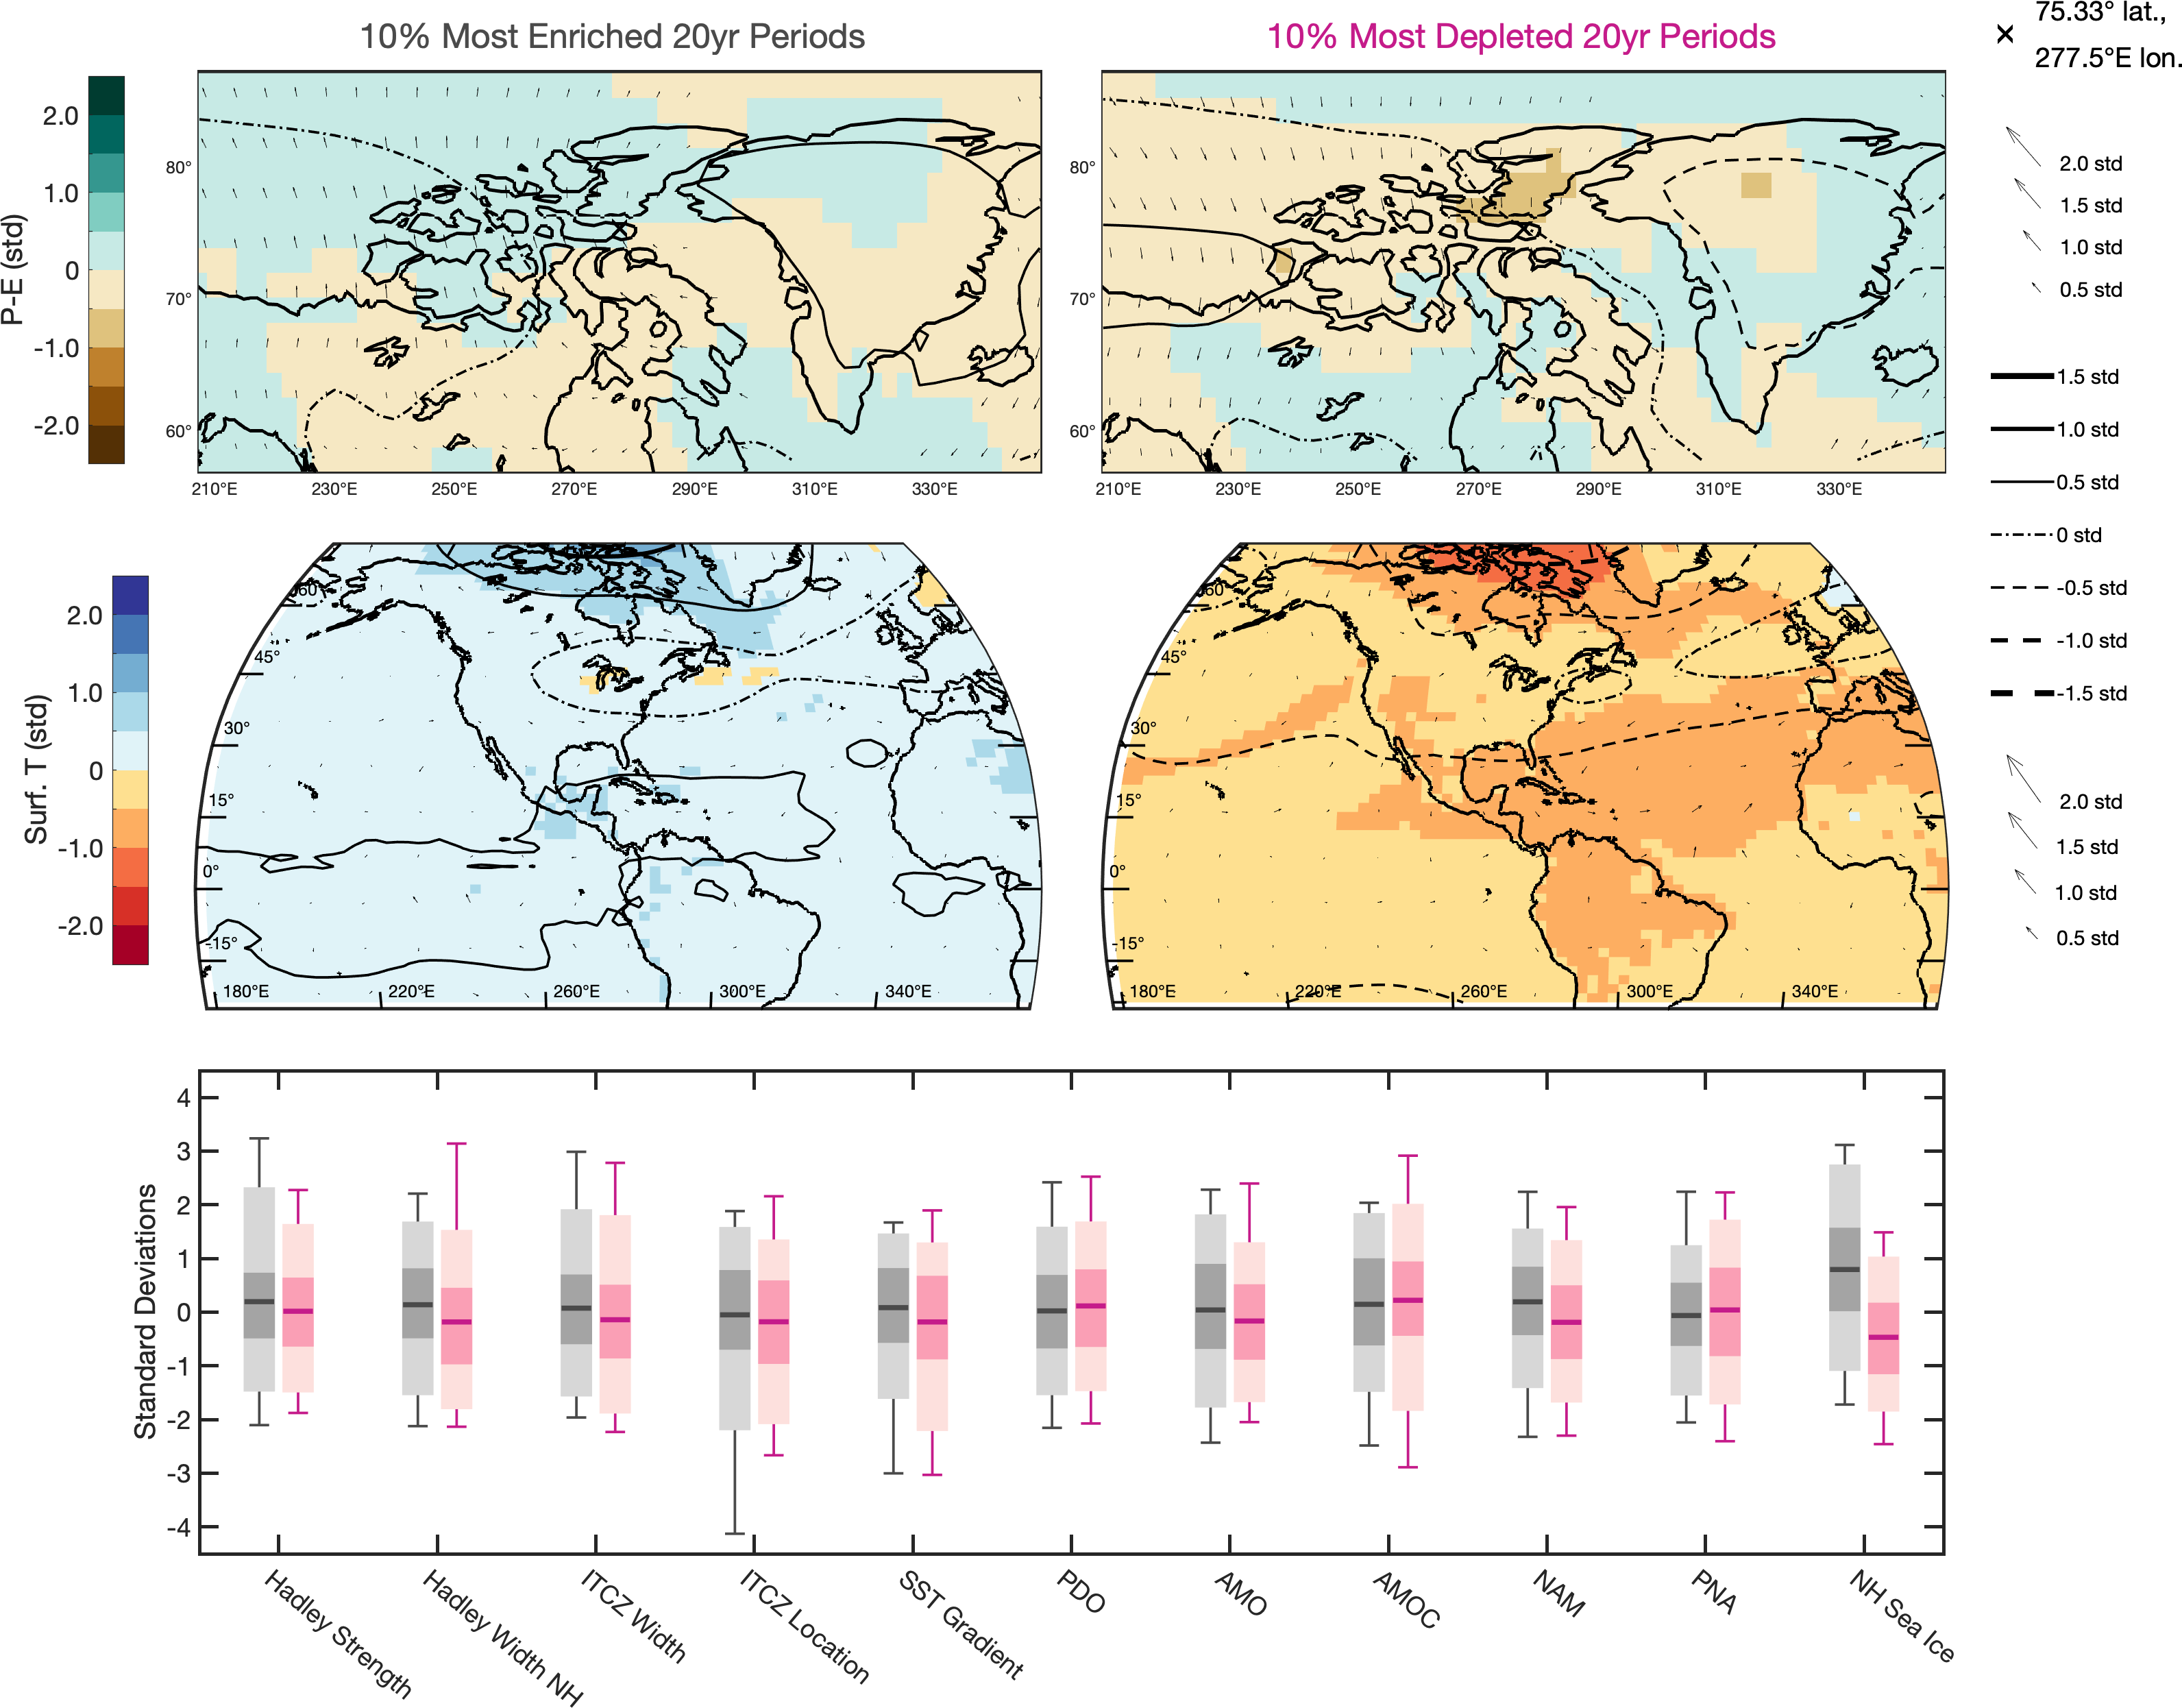 10% Most Enriched 20yr Periods
10% Most Depleted 20yr Periods
75.33° lat.,
277.5°E lon.
P-E (std)
2.0
1.0
0
-1.0
-2.0
80°
70°
60°
210°E 230°E 250°E 270°E 290°E 310°E 330°E
80°
70°
60°
210°E 230°E 250°E 270°E 290°E 310°E 330°E
2.0 std
1.5 std
1.0 std
0.5 std
1.5 std
1.0 std
0.5 std
0 std
-0.5 std
-1.0 std
-1.5 std
Surf. T (std)
2.0
1.0
0
-1.0
-2.0
60°
45°
30°
15°
0°
-15°
180°E 220°E 260°E 300°E 340°E
60°
45°
30°
15°
0°
-15°
180°E 220°E 260°E 300°E 340°E
2.0 std
1.5 std
1.0 std
0.5 std
Standard Deviations
4
3
2
1
0
-1
-2
-3
-4
Hadley Strength
Hadley Width NH
ITCZ Width
ITCZ Location
SST Gradient
PDO
AMO
AMOC
NAM
PNA
NH Sea Ice